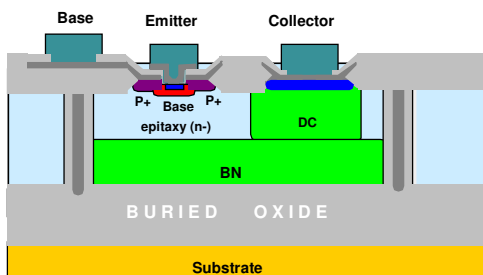 Base Emitter Collector
P+ Base P+
epitaxy (n-) DC
BN
BURIED OXIDE
Substrate